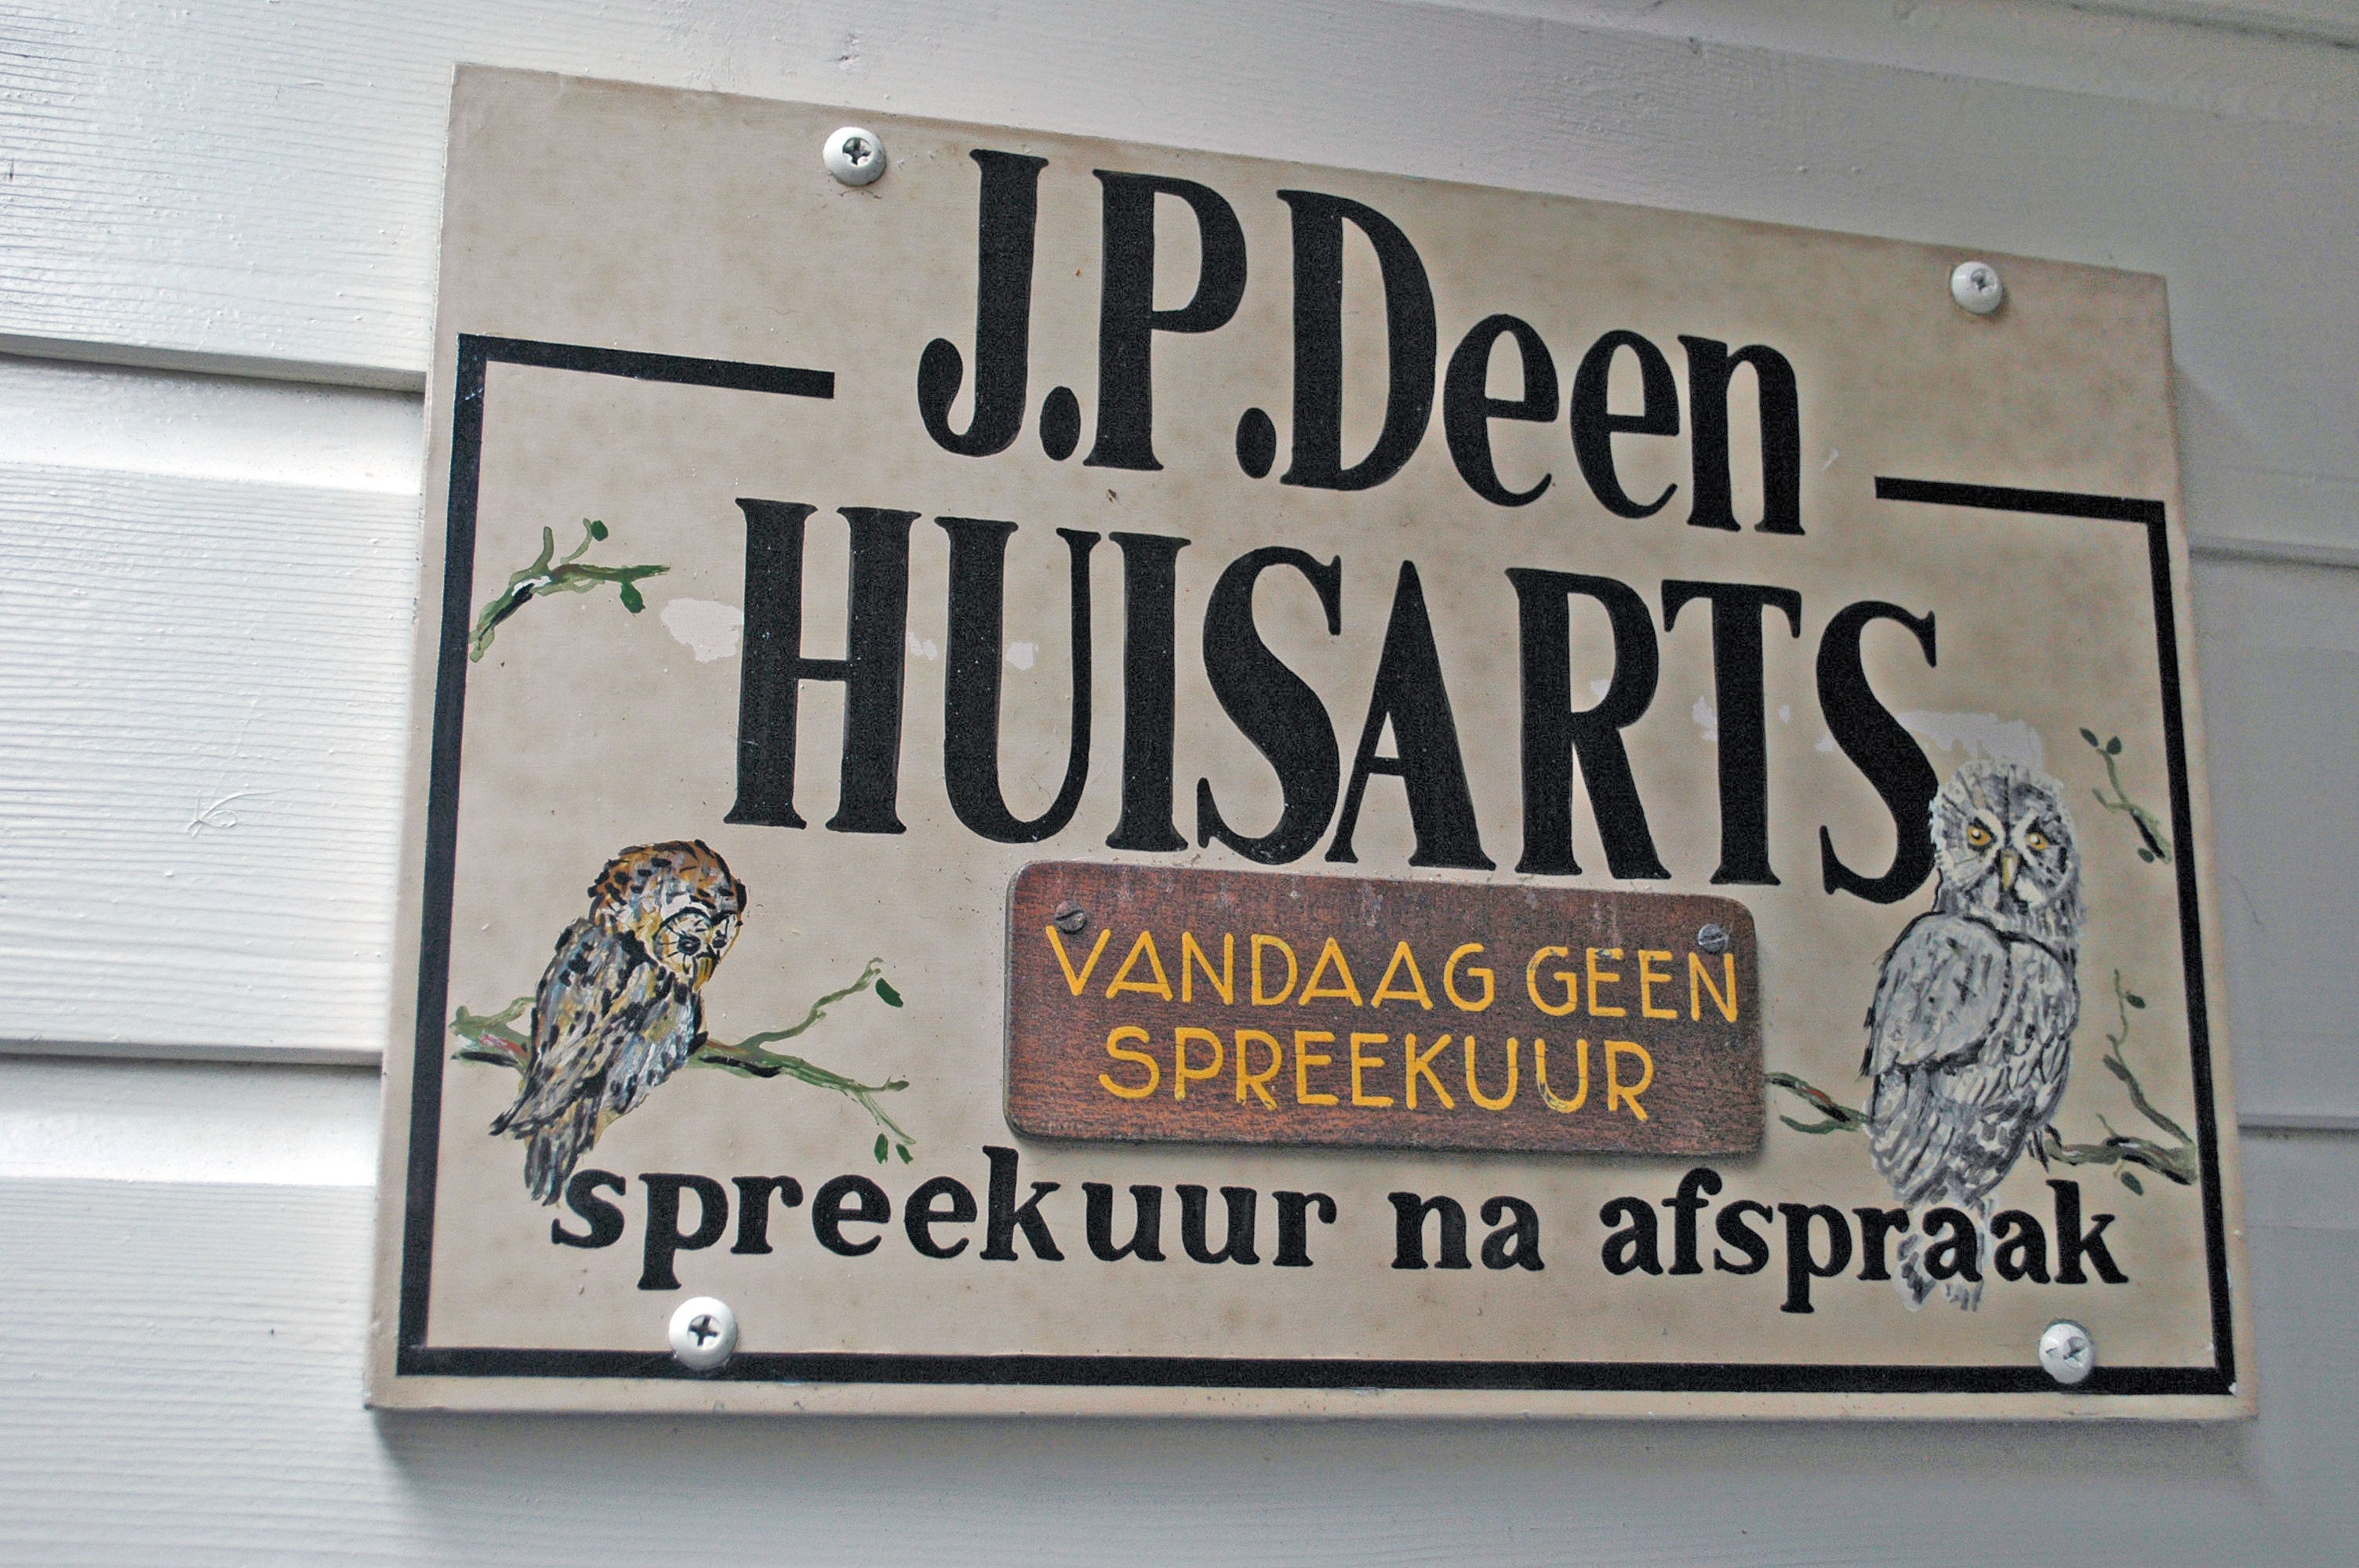 J.P.Deen
HUISARTS
VANDAAG GEEN
SPREEKUUR
spreekuur na afspraak